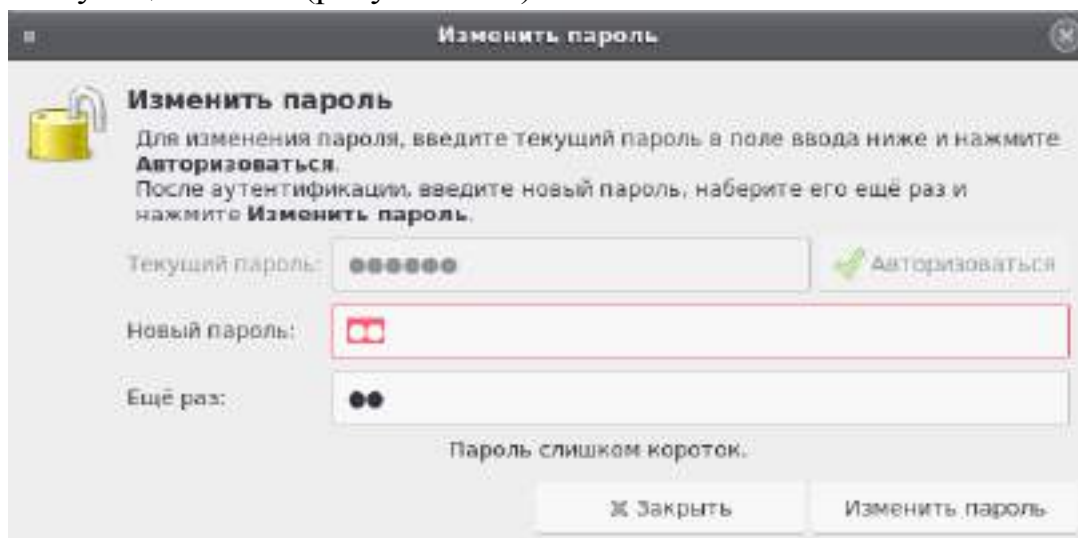 Изменить пароль
Изменить пароль
Для изменения пароля, введите текущий пароль в поле ввода ниже и нажмите
Авторизоваться.
После аутентификации, введите новый пароль, наберите его ещё раз и
нажмите Изменить пароль.
Текущий пароль: ●●●●●● Авторизоваться
Новый пароль: ●●
Ещё раз: ●●
Пароль слишком короток.
Закрыть Изменить пароль